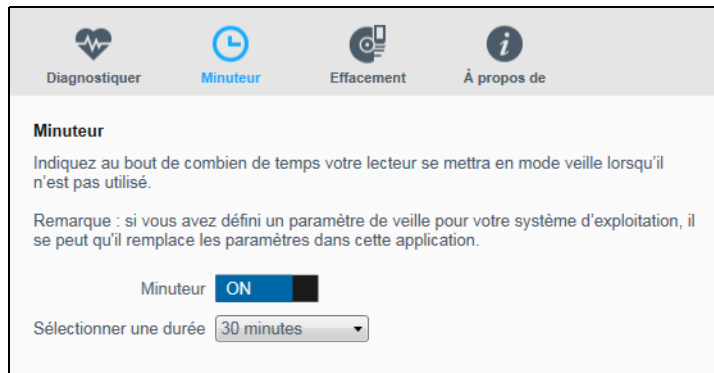 Diagnostiquer
Minuteur
Effacement
À propos de
Minuteur
Indiquez au bout de combien de temps votre lecteur se mettra en mode veille lorsqu'il
n'est pas utilisé.
Remarque : si vous avez défini un paramètre de veille pour votre système d'exploitation, il
se peut qu'il remplace les paramètres dans cette application.
Minuteur ON
Sélectionner une durée 30 minutes